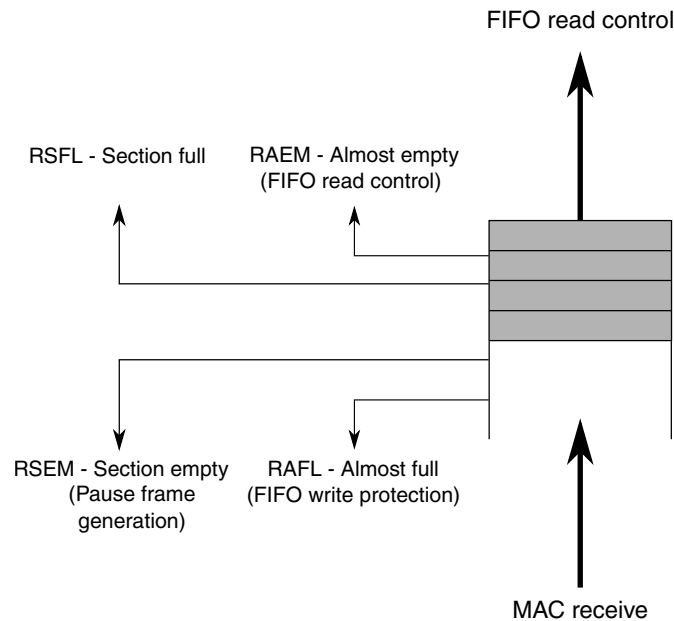 FIFO read control
RSFL - Section full
RAEM - Almost empty
(FIFO read control)
RSEM - Section empty
(Pause frame
generation)
RAFL - Almost full
(FIFO write protection)
MAC receive